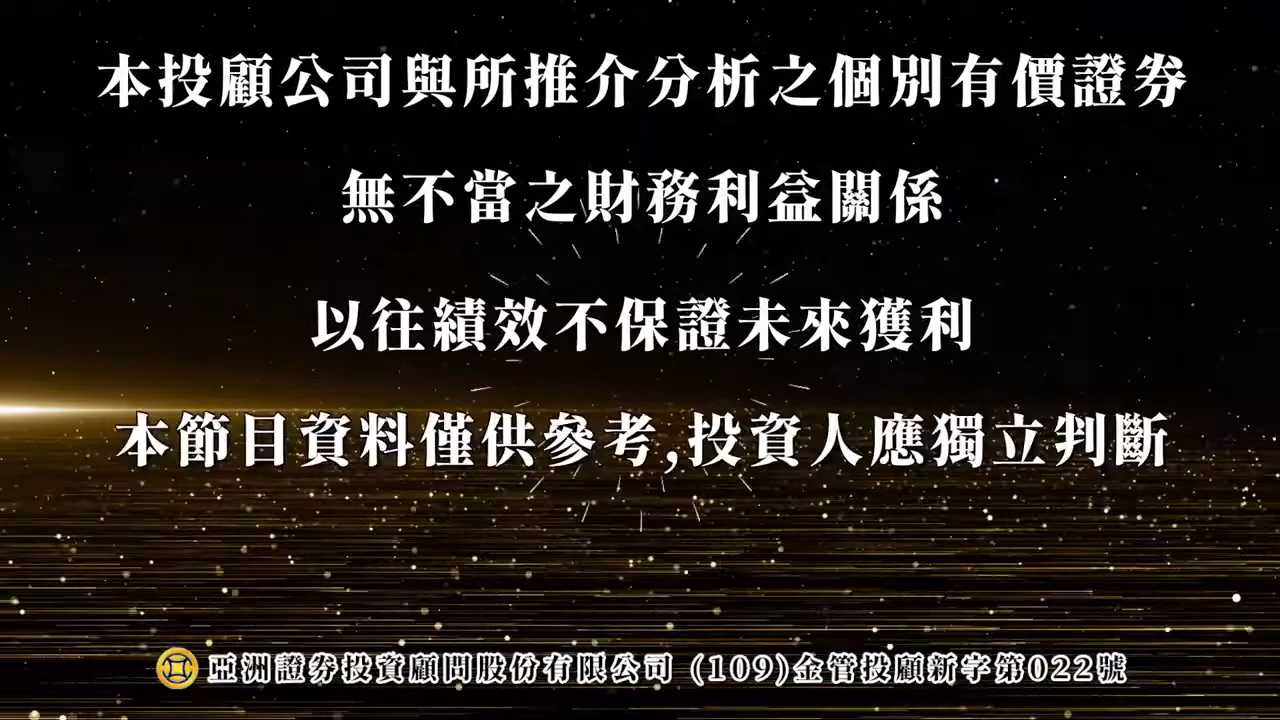 本投顧公司與所推介分析之個別有價證券
無不當之財務利益關係
以往績效不保證未來獲利
本節目資料僅供參考,投資人應獨立判斷
亞洲證券投資顧問股份有限公司 (109)金管投顧新字第022號